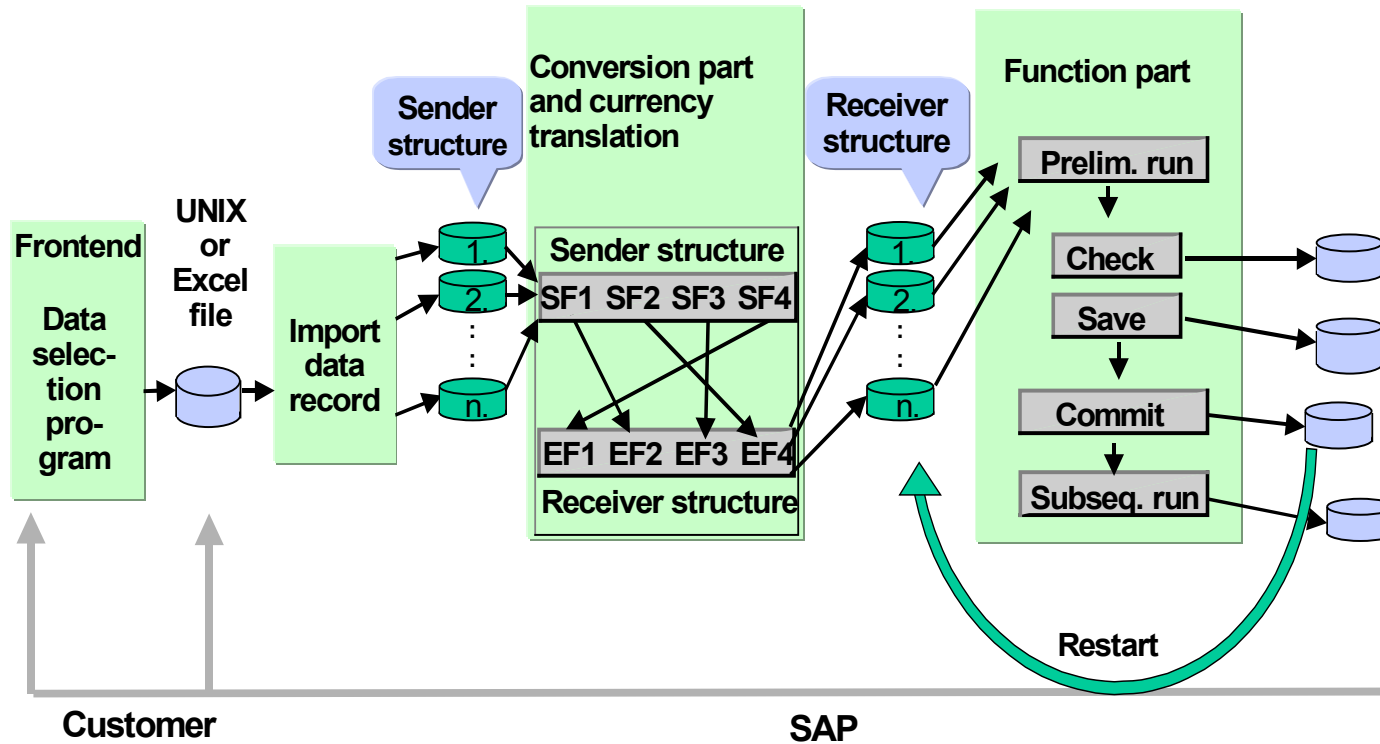 Frontend
Data
selec-
tion
pro-
gram
UNIX
or
Excel
file
Import
data
record
Sender
structure
1.
2.
n.
Conversion part
and currency
translation
Sender structure
SF1 SF2 SF3 SF4
EF1 EF2 EF3 EF4
Receiver structure
Receiver
structure
1.
2.
n.
Function part
Prelim. run
Check
Save
Commit
Subseq. run
Restart
Customer
SAP